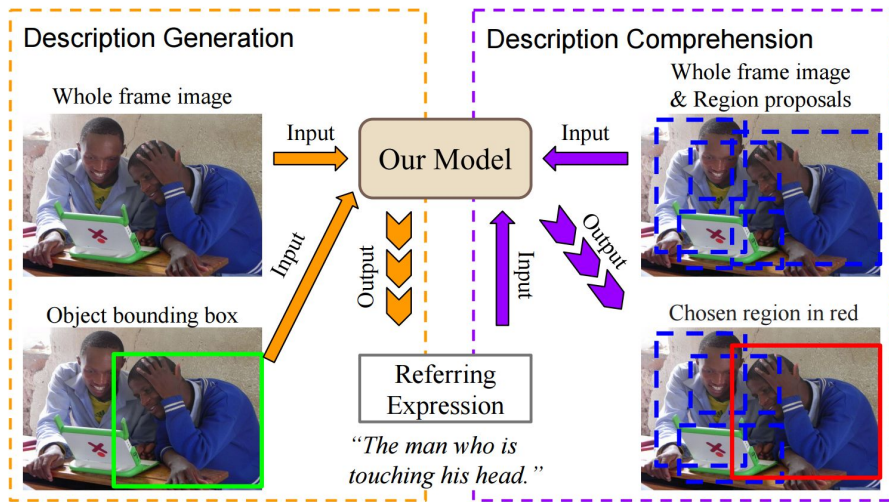 Description Generation
Whole frame image
Input
Input
Output
Object bounding box
Our Model
Referring
Expression
“The man who is
touching his head.”
Description Comprehension
Whole frame image
& Region proposals
Input
Input
Output
Chosen region in red